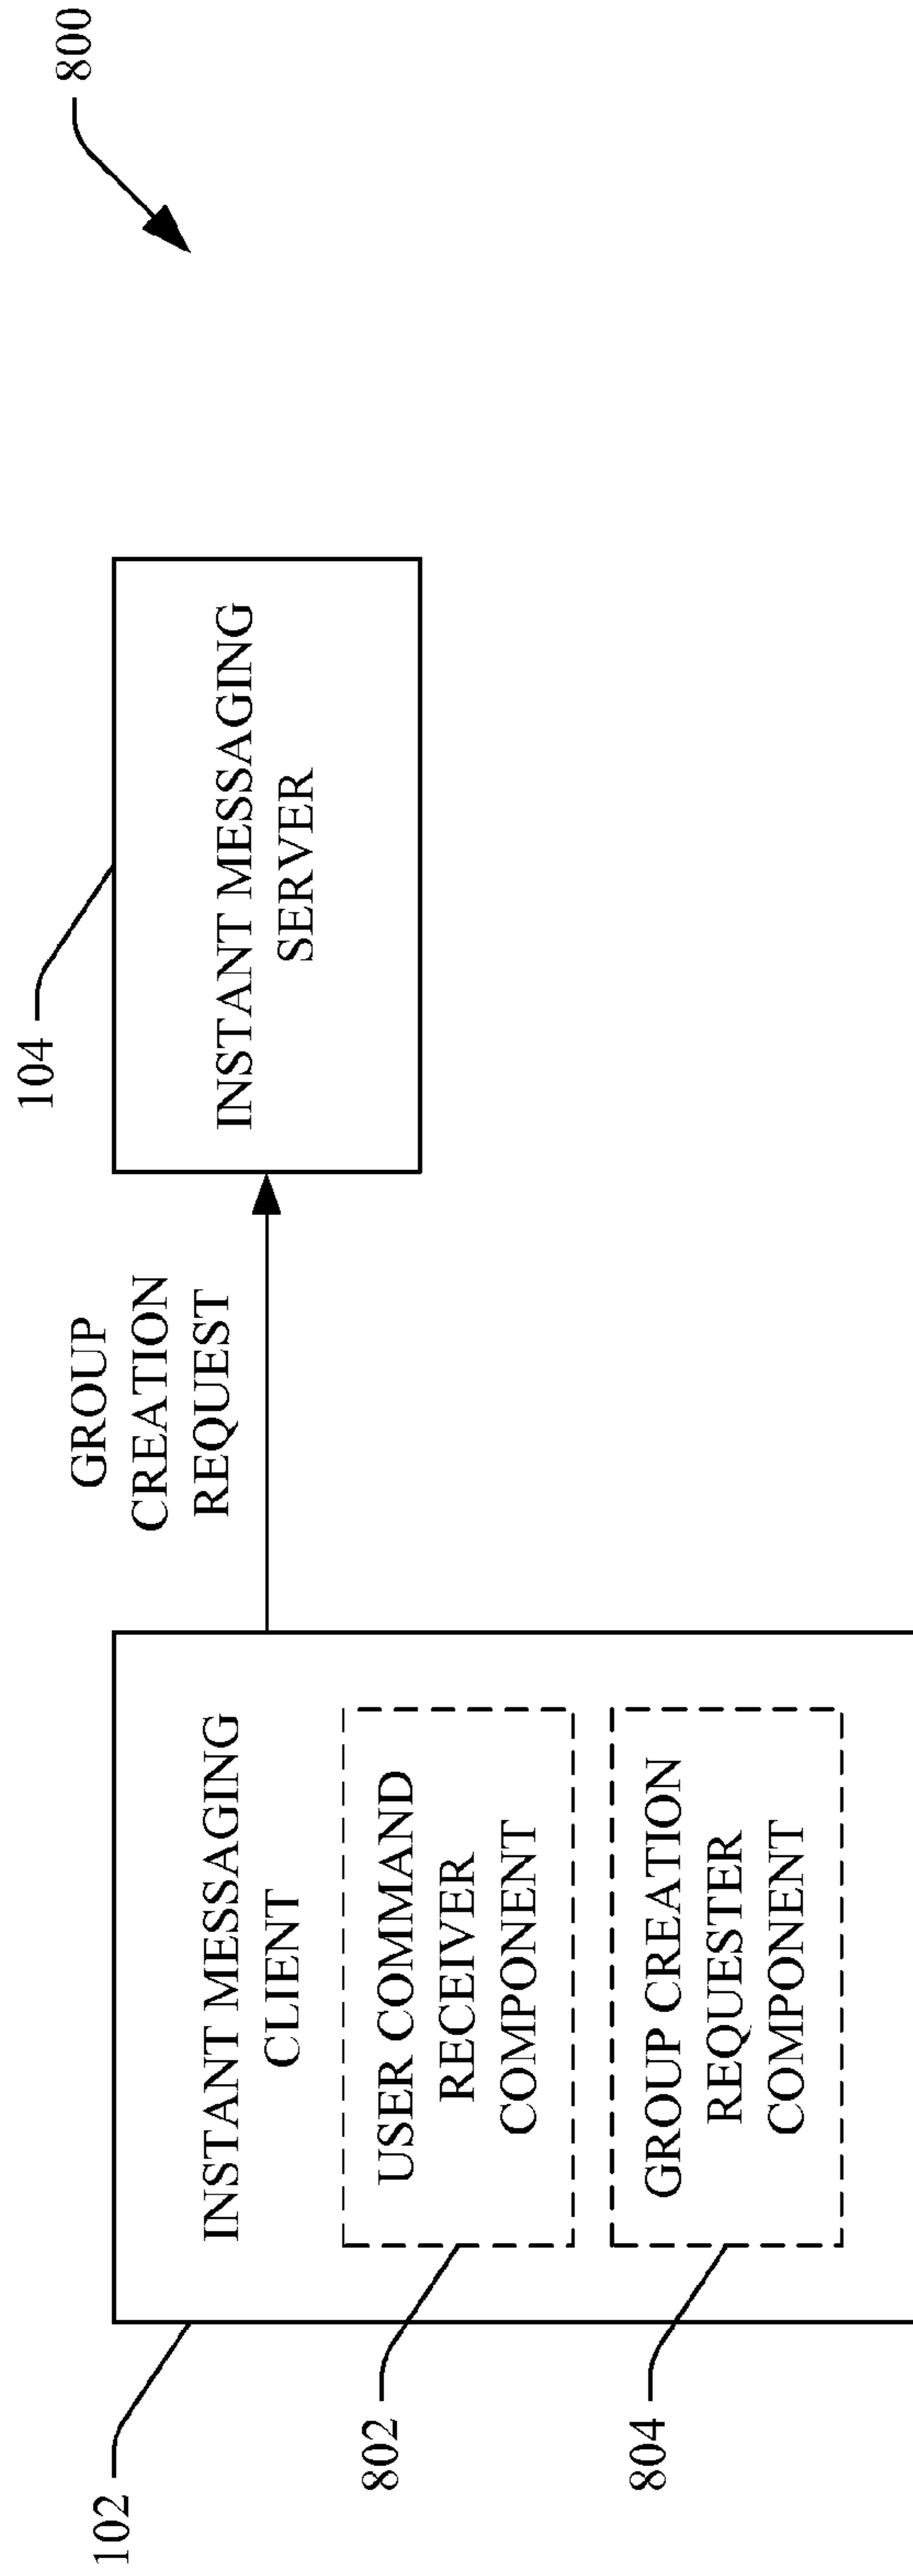 800
104
INSTANT MESSAGING
SERVER
GROUP
CREATION
REQUEST
102
INSTANT MESSAGING
CLIENT
802
USER COMMAND
RECEIVER
COMPONENT
804
GROUP CREATION
REQUESTER
COMPONENT